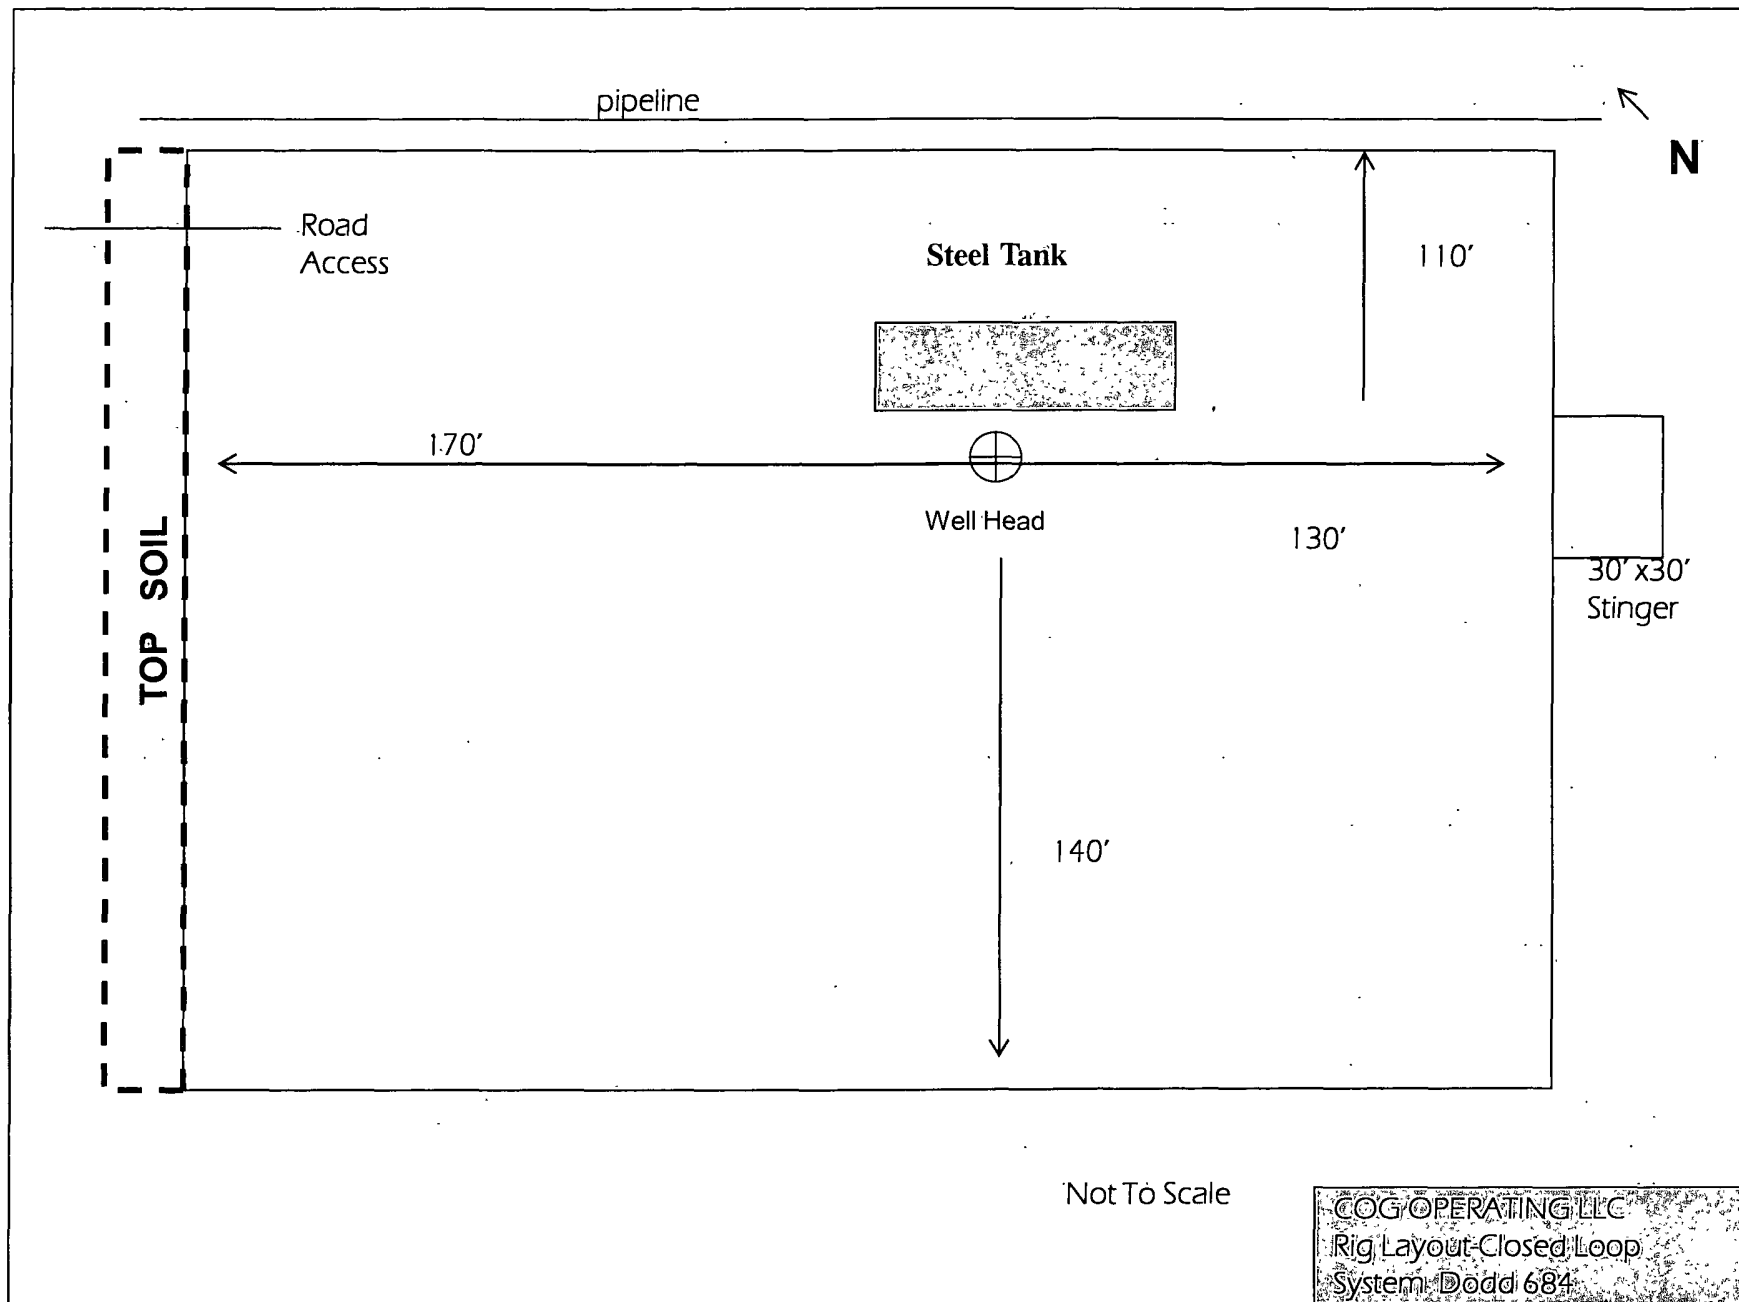 pipeline
N
Road
Access
Steel Tank
110'
170'
Well Head
130'
30'x30'
Stinger
TOP SOIL
140'
Not To Scale
COG OPERATING LLC
Rig Layout-Closed Loop
System Dodd 684